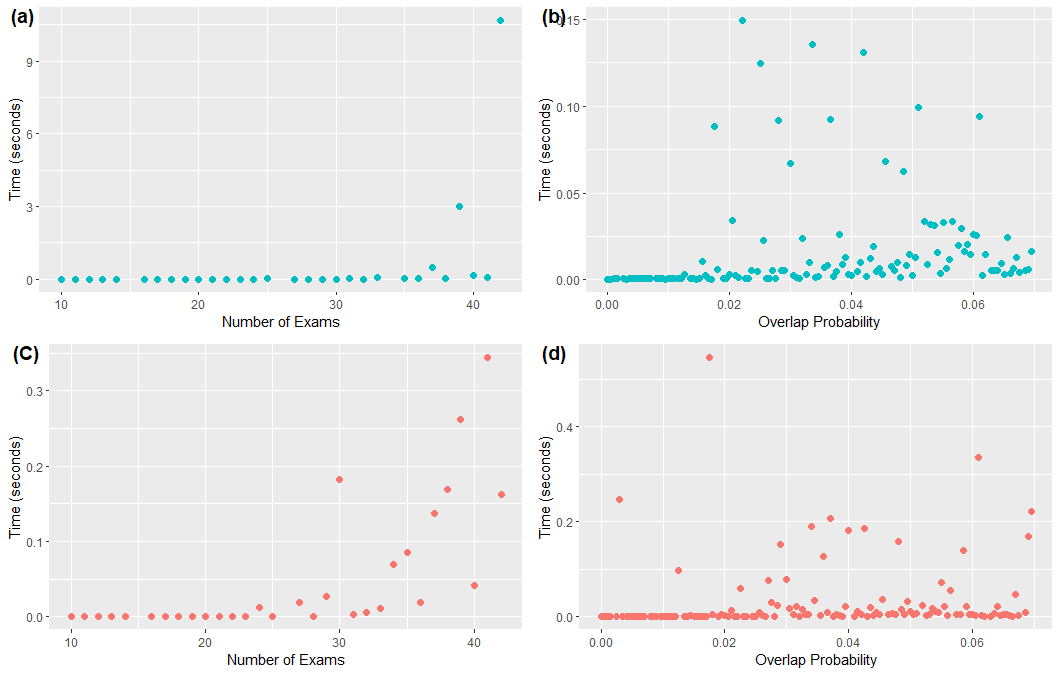 (a)
Time (seconds)
9
6
3
0
10 20 30 40
Number of Exams
(b)
Time (seconds)
0.15
0.10
0.05
0.00
0.00 0.02 0.04 0.06
Overlap Probability
(C)
Time (seconds)
0.3
0.2
0.1
0.0
10 20 30 40
Number of Exams
(d)
Time (seconds)
0.4
0.2
0.0
0.00 0.02 0.04 0.06
Overlap Probability